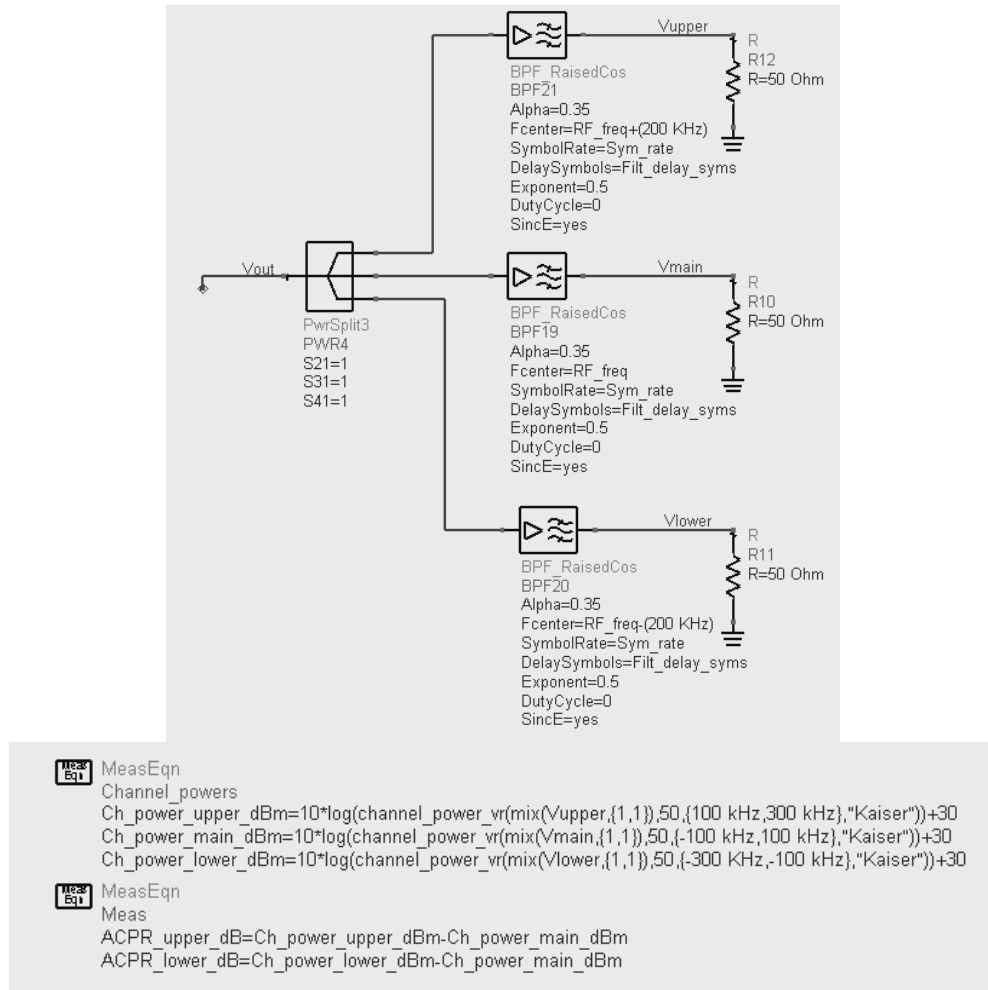 Vupper
R
R12
R=50 Ohm
BPF_RaisedCos
BPF21
Alpha=0.35
Fcenter=RF_freq+(200 KHz)
SymbolRate=Sym_rate
DelaySymbols=Filt_delay_syms
Exponent=0.5
DutyCycle=0
SincE=yes
Vout
PwrSplit3
PWR4
S21=1
S31=1
S41=1
Vmain
R
R10
R=50 Ohm
BPF_RaisedCos
BPF19
Alpha=0.35
Fcenter=RF_freq
SymbolRate=Sym_rate
DelaySymbols=Filt_delay_syms
Exponent=0.5
DutyCycle=0
SincE=yes
Vlower
R
R11
R=50 Ohm
BPF_RaisedCos
BPF20
Alpha=0.35
Fcenter=RF_freq-(200 KHz)
SymbolRate=Sym_rate
DelaySymbols=Filt_delay_syms
Exponent=0.5
DutyCycle=0
SincE=yes
Meas
Eqn
MeasEqn
Channel_powers
Ch_power_upper_dBm=10*log(channel_power_vr(mix(Vupper,{1,1}),50,{100 kHz,300 kHz},"Kaiser"))+30
Ch_power_main_dBm=10*log(channel_power_vr(mix(Vmain,{1,1}),50,{-100 kHz,100 kHz},"Kaiser"))+30
Ch_power_lower_dBm=10*log(channel_power_vr(mix(Vlower,{1,1}),50,{-300 KHz,-100 kHz},"Kaiser"))+30
Meas
Eqn
MeasEqn
Meas
ACPR_upper_dB=Ch_power_upper_dBm-Ch_power_main_dBm
ACPR_lower_dB=Ch_power_lower_dBm-Ch_power_main_dBm